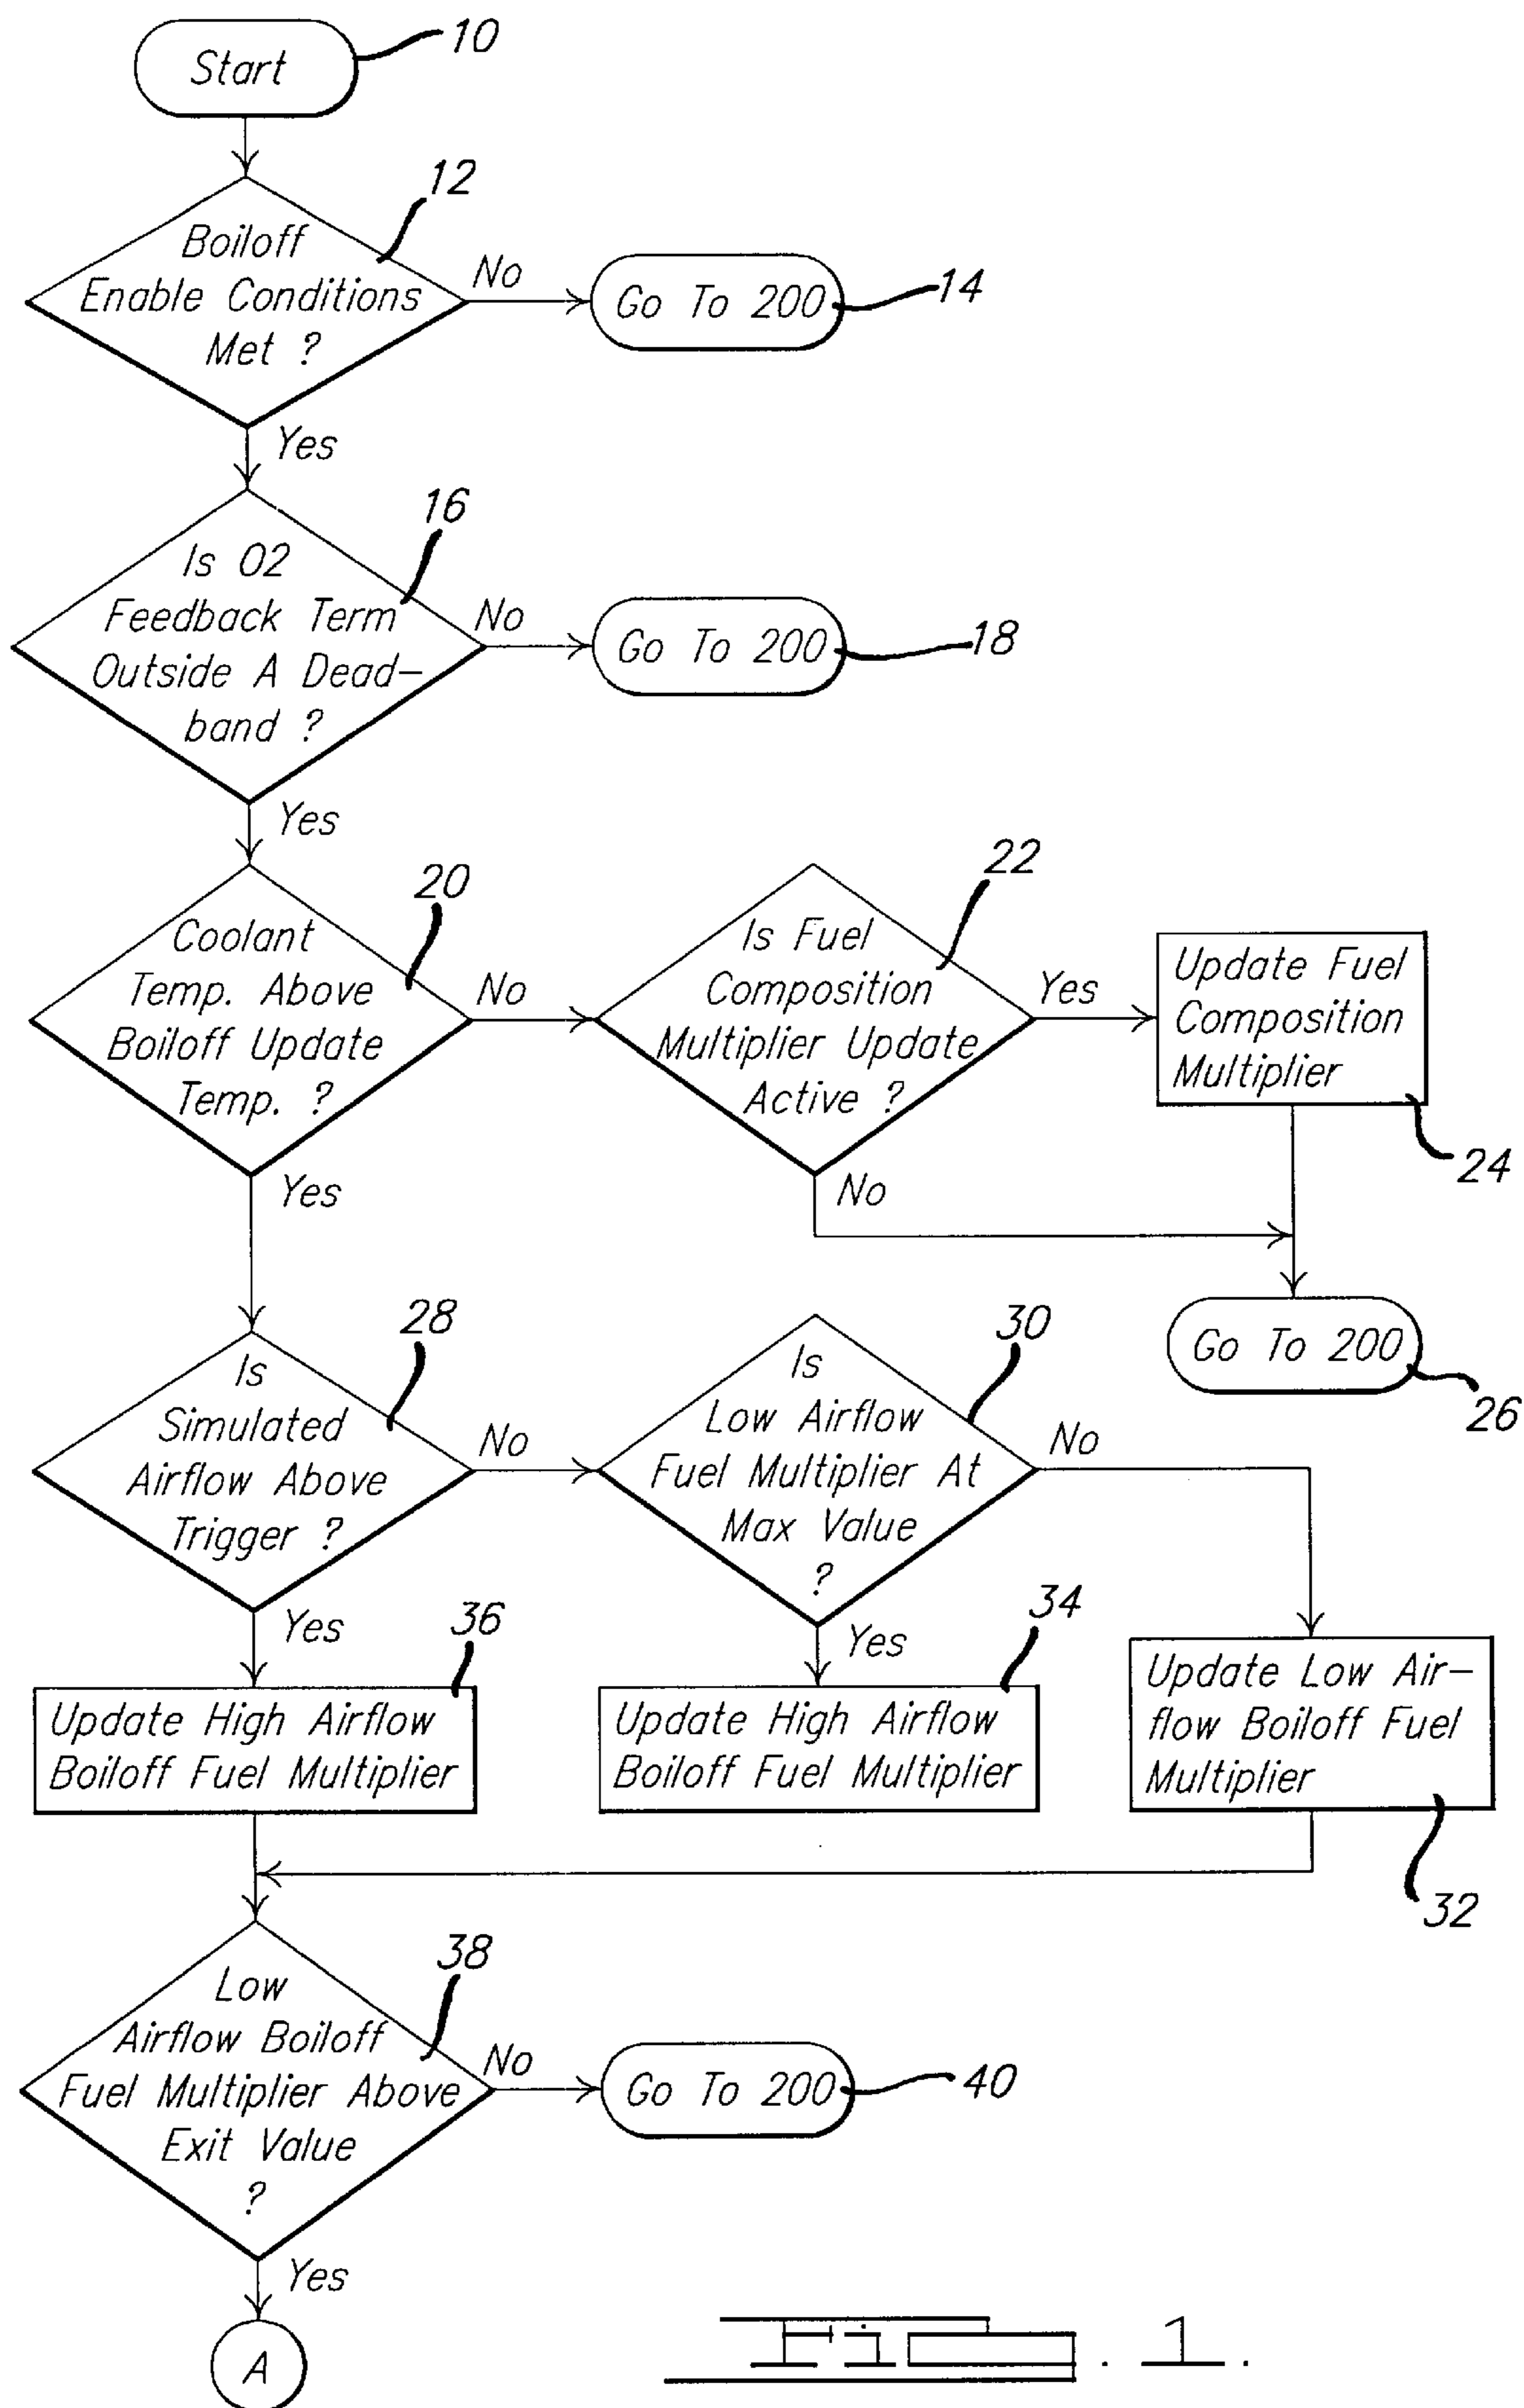 Start
10
12
Boiloff
Enable Conditions
Met ?
No
Go To 200
14
Yes
16
Is O2
Feedback Term
Outside A Dead-
band ?
No
Go To 200
18
Yes
20
Coolant
Temp. Above
Boiloff Update
Temp. ?
No
22
Is Fuel
Composition
Multiplier Update
Active ?
Yes
Update Fuel
Composition
Multiplier
24
No
Go To 200
26
Yes
28
Is
Simulated
Airflow Above
Trigger ?
No
30
Is
Low Airflow
Fuel Multiplier At
Max Value
?
No
Yes
36
Update High Airflow
Boiloff Fuel Multiplier
Yes
34
Update High Airflow
Boiloff Fuel Multiplier
Update Low Air-
flow Boiloff Fuel
Multiplier
32
38
Low
Airflow Boiloff
Fuel Multiplier Above
Exit Value
?
No
Go To 200
40
Yes
A
Fig. 1.